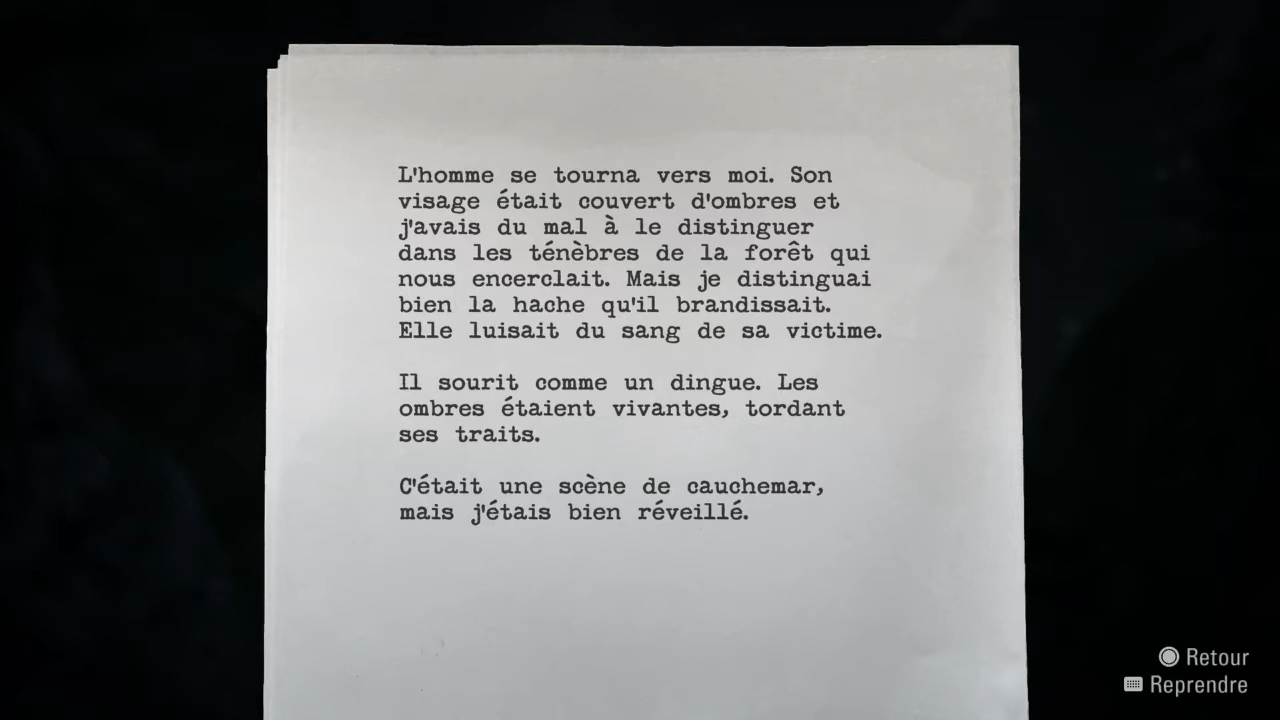 L'homme se tourna vers moi. Son
visage était couvert d'ombres et
j'avais du mal à le distinguer
dans les ténèbres de la forêt qui
nous encerclait. Mais je distinguai
bien la hache qu'il brandissait.
Elle luisait du sang de sa victime.
Il sourit comme un dingue. Les
ombres étaient vivantes, tordant
ses traits.
C'était une scène de cauchemar,
mais j'étais bien réveillé.
Retour
Reprendre